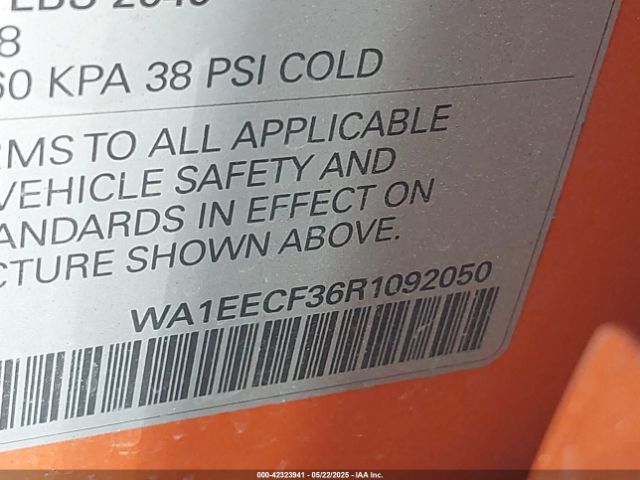 8
60 KPA 38 PSI COLD
RMS TO ALL APPLICABLE
VEHICLE SAFETY AND
ANDARDS IN EFFECT ON
CTURE SHOWN ABOVE.
WA1EECF36R1092050
000-42323941 - 05/22/2025 - IAA Inc.